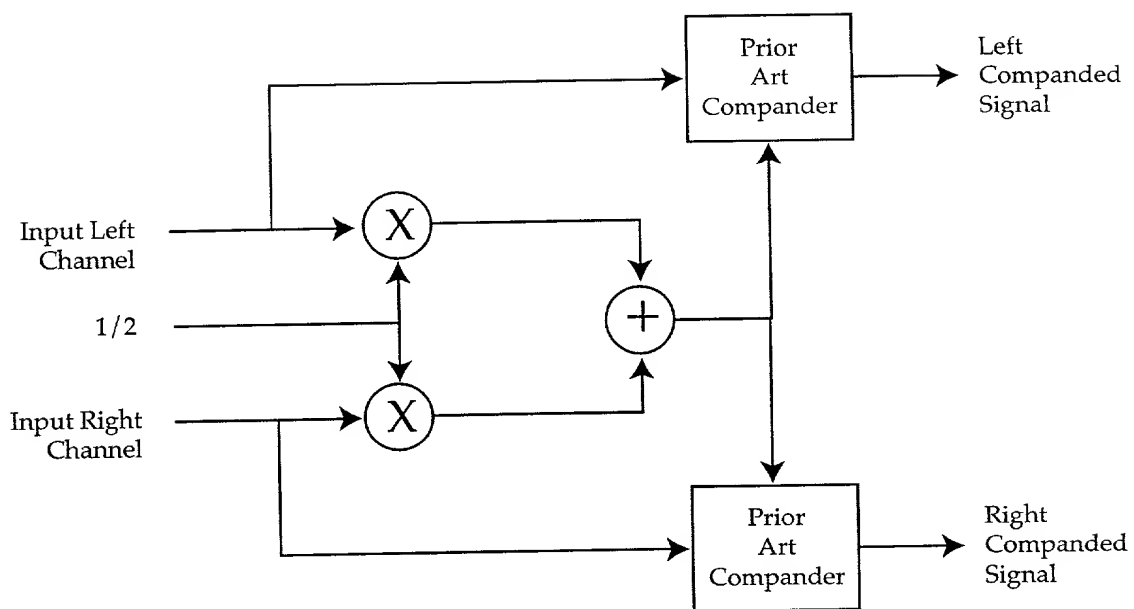 Prior
Art
Compander
Left
Companded
Signal
Input Left
Channel
X
1/2
+
Input Right
Channel
X
Prior
Art
Compander
Right
Companded
Signal